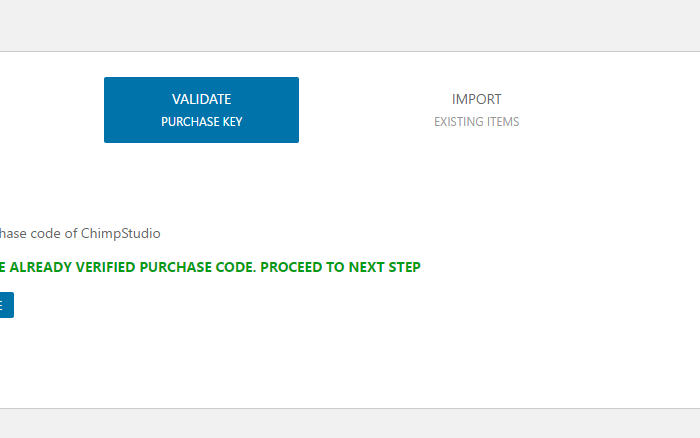 VALIDATE
PURCHASE KEY
IMPORT
EXISTING ITEMS
hase code of ChimpStudio
E ALREADY VERIFIED PURCHASE CODE. PROCEED TO NEXT STEP
E